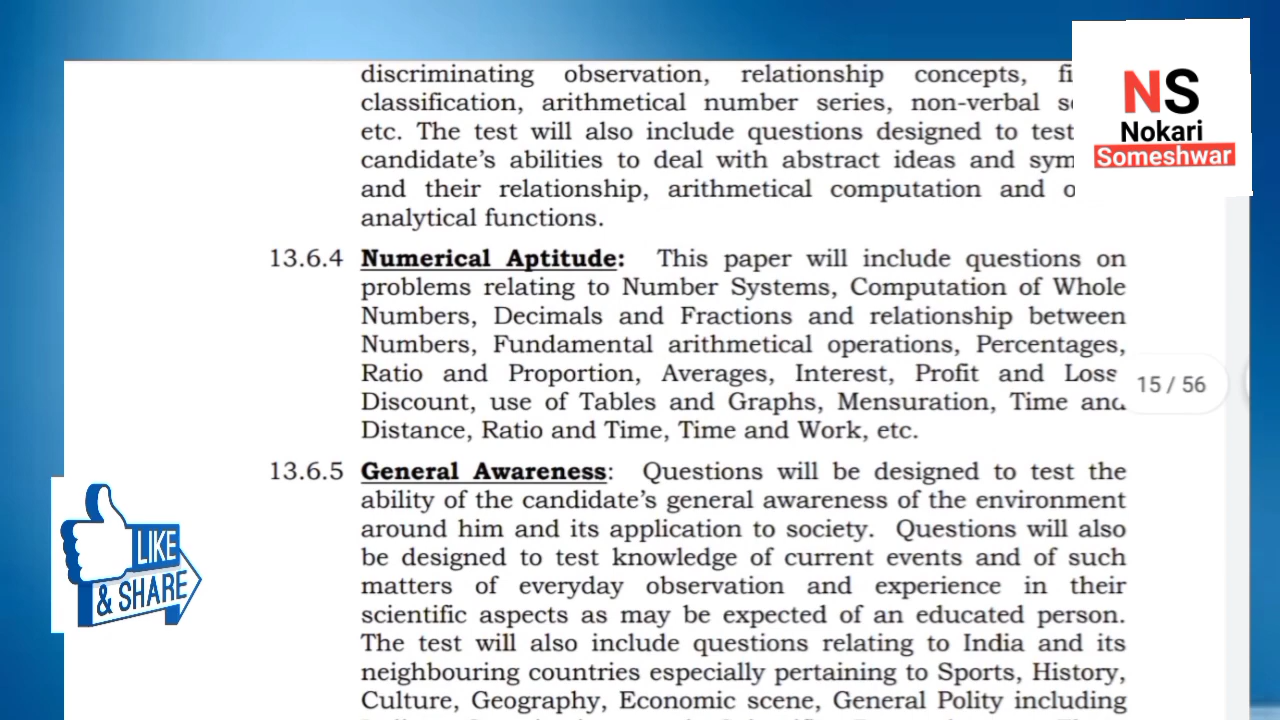 discriminating observation, relationship concepts,
classification, arithmetical number series, non-verbal
etc. The test will also include questions designed to test
candidate's abilities to deal with abstract ideas and
and their relationship, arithmetical computation and
analytical functions.
NS
Nokari
Someshwar
13.6.4 Numerical Aptitude: This paper will include questions on
problems relating to Number Systems, Computation of Whole
Numbers, Decimals and Fractions and relationship between
Numbers, Fundamental arithmetical operations, Percentages,
Ratio and Proportion, Averages, Interest, Profit and Loss
Discount, use of Tables and Graphs, Mensuration, Time and
Distance, Ratio and Time, Time and Work, etc.
15 / 56
13.6.5 General Awareness: Questions will be designed to test the
ability of the candidate's general awareness of the environment
around him and its application to society. Questions will also
be designed to test knowledge of current events and of such
matters of everyday observation and experience in their
scientific aspects as may be expected of an educated person.
The test will also include questions relating to India and its
neighbouring countries especially pertaining to Sports, History,
Culture, Geography, Economic scene, General Polity including
LIKE
& SHARE